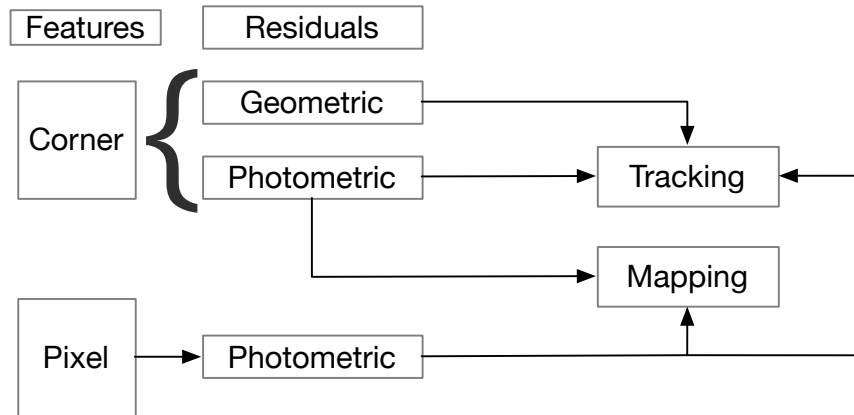 Features
Residuals
Corner
Geometric
Photometric
Tracking
Mapping
Pixel
Photometric